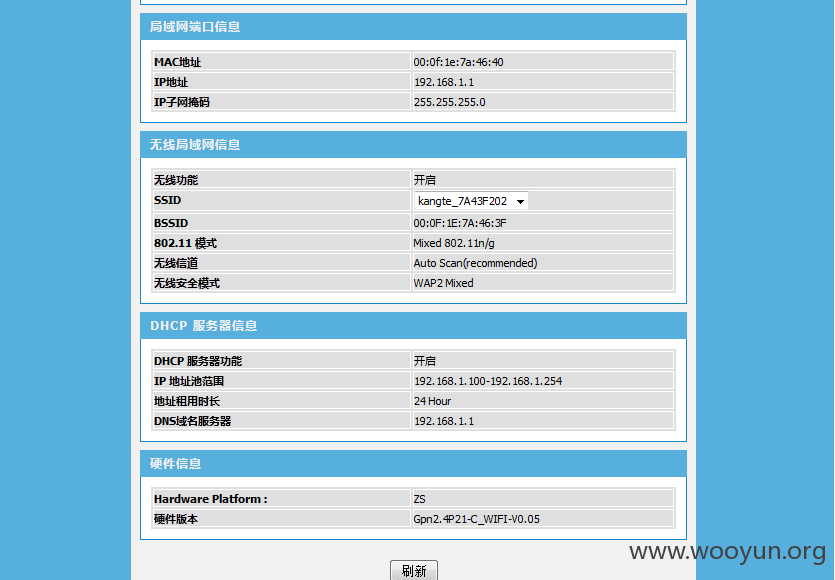 局域网端口信息
MAC地址 00:0f:1e:7a:46:40
IP地址 192.168.1.1
IP子网掩码 255.255.255.0
无线局域网信息
无线功能 开启
SSID kangte_7A43F202
BSSID 00:0F:1E:7A:46:3F
802.11 模式 Mixed 802.11n/g
无线信道 Auto Scan(recommended)
无线安全模式 WAP2 Mixed
DHCP 服务器信息
DHCP 服务器功能 开启
IP 地址池范围 192.168.1.100-192.168.1.254
地址租用时长 24 Hour
DNS域名服务器 192.168.1.1
硬件信息
Hardware Platform : ZS
硬件版本 Gpn2.4P21-C_WIFI-V0.05
www.wooyun.org
刷新